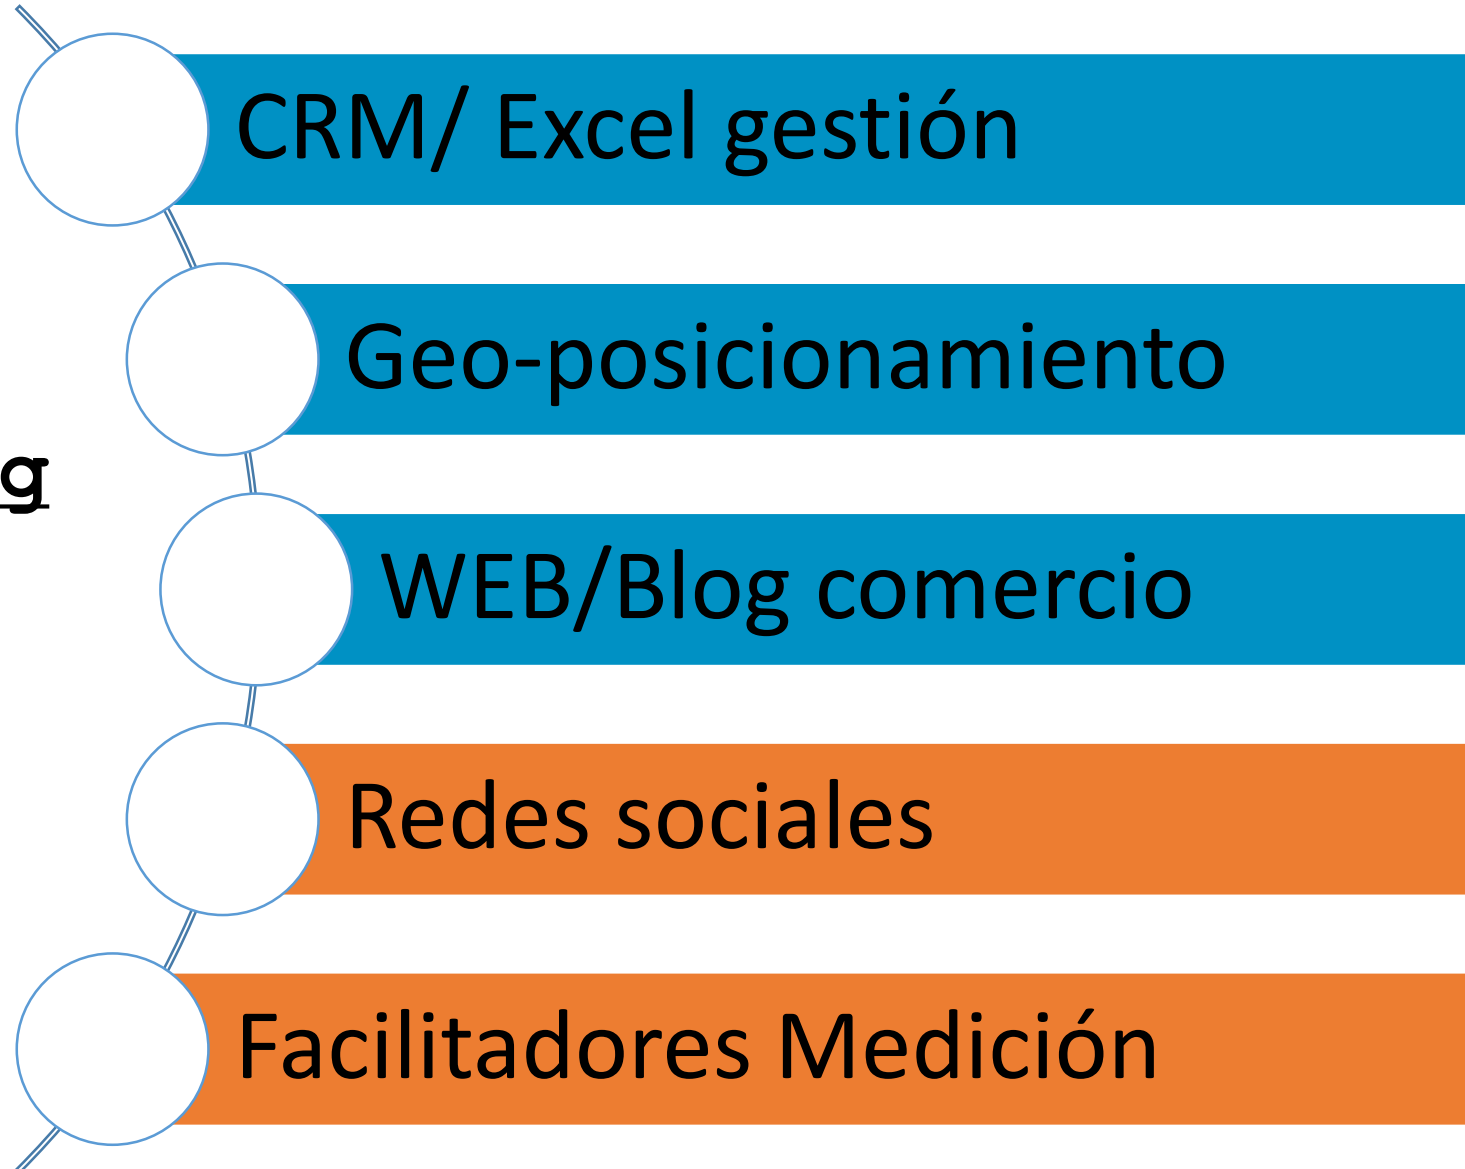 CRM/ Excel gestión
Geo-posicionamiento
g
WEB/Blog comercio
Redes sociales
Facilitadores Medición